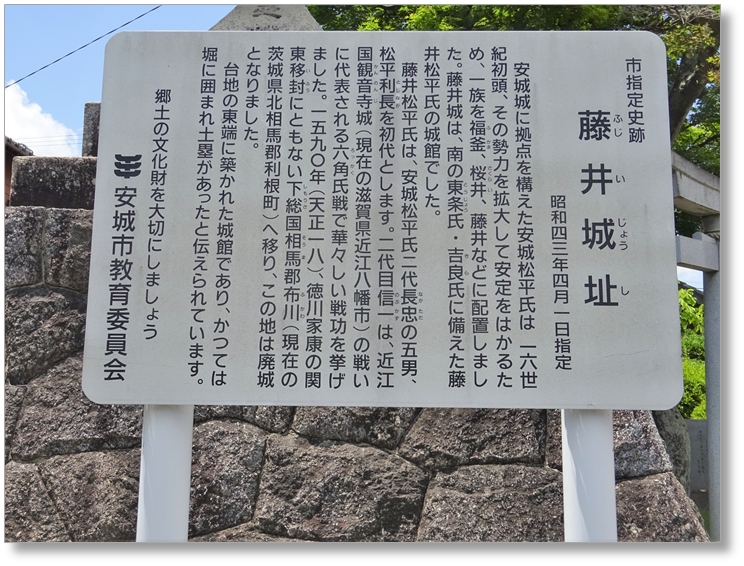 市指定史跡
藤井城址
ふじいじょうし
昭和四三年四月一日指定
安城城に拠点を構えた安城松平氏は一六世
紀初頭、その勢力を拡大して安定をはかるた
め、一族を福釜、桜井、藤井などに配置しまし
た。藤井城は、南の東条氏・吉良氏に備えた藤
井松平氏の城館でした。
藤井松平氏は、安城松平氏二代長忠の五男、
松平利長を初代とします。二代目信一は、近江
国観音寺城(現在の滋賀県近江八幡市)の戦い
に代表される六角氏戦で華々しい戦功を挙げ
ました。一五九〇年(天正一八)、徳川家康の関
東移封にともない下総国相馬郡布川(現在の
茨城県北相馬郡利根町)へ移り、この地は廃城
となりました。
台地の東端に築かれた城館であり、かつては
堀に囲まれ土塁があったと伝えられています。
郷土の文化財を大切にしましょう
安城市教育委員会